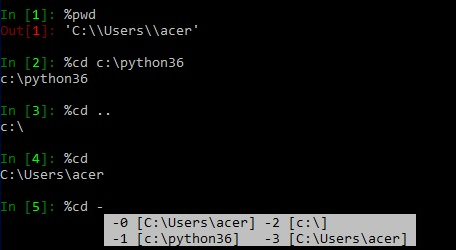 In [1]: %pwd
Out[1]: 'C:\\Users\\acer'
In [2]: %cd c:\python36
c:\python36
In [3]: %cd ..
c:\
In [4]: %cd
C:\Users\acer
In [5]: %cd -
-0 [C:\Users\acer] -2 [c:\]
-1 [c:\python36] -3 [C:\Users\acer]